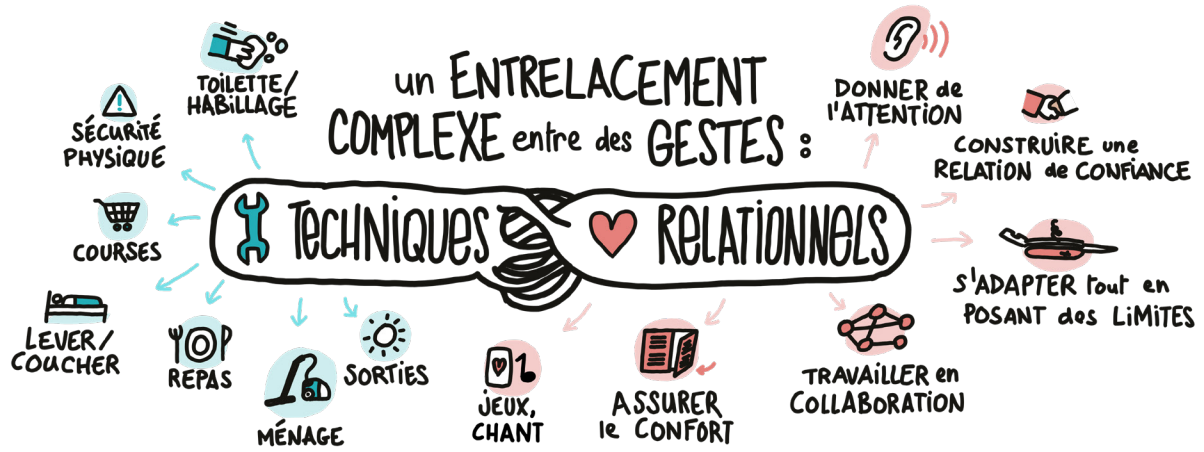 un ENTRELACEMENT
COMPLEXE entre des GESTES :
TECHNIQUES
RELATIONNELS
TOILETTE/
HABILLAGE
SÉCURITÉ
PHYSIQUE
COURSES
LEVER/
COUCHER
REPAS
MÉNAGE
SORTIES
JEUX,
CHANT
ASSURER
le CONFORT
TRAVAILLER en
COLLABORATION
S'ADAPTER tout en
POSANT des LIMITES
CONSTRUIRE une
RELATION de CONFIANCE
DONNER de
l'ATTENTION